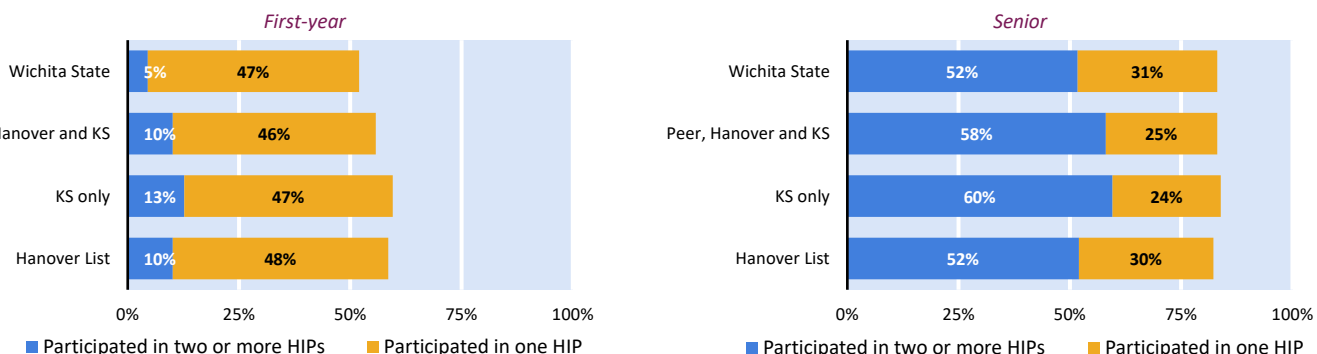 First-year
Wichita State
5%
47%
Hanover and KS
10%
46%
KS only
13%
47%
Hanover List
10%
48%
0%
25%
50%
75%
100%
Participated in two or more HIPs
Participated in one HIP
Senior
Wichita State
52%
31%
Peer, Hanover and KS
58%
25%
KS only
60%
24%
Hanover List
52%
30%
0%
25%
50%
75%
100%
Participated in two or more HIPs
Participated in one HIP